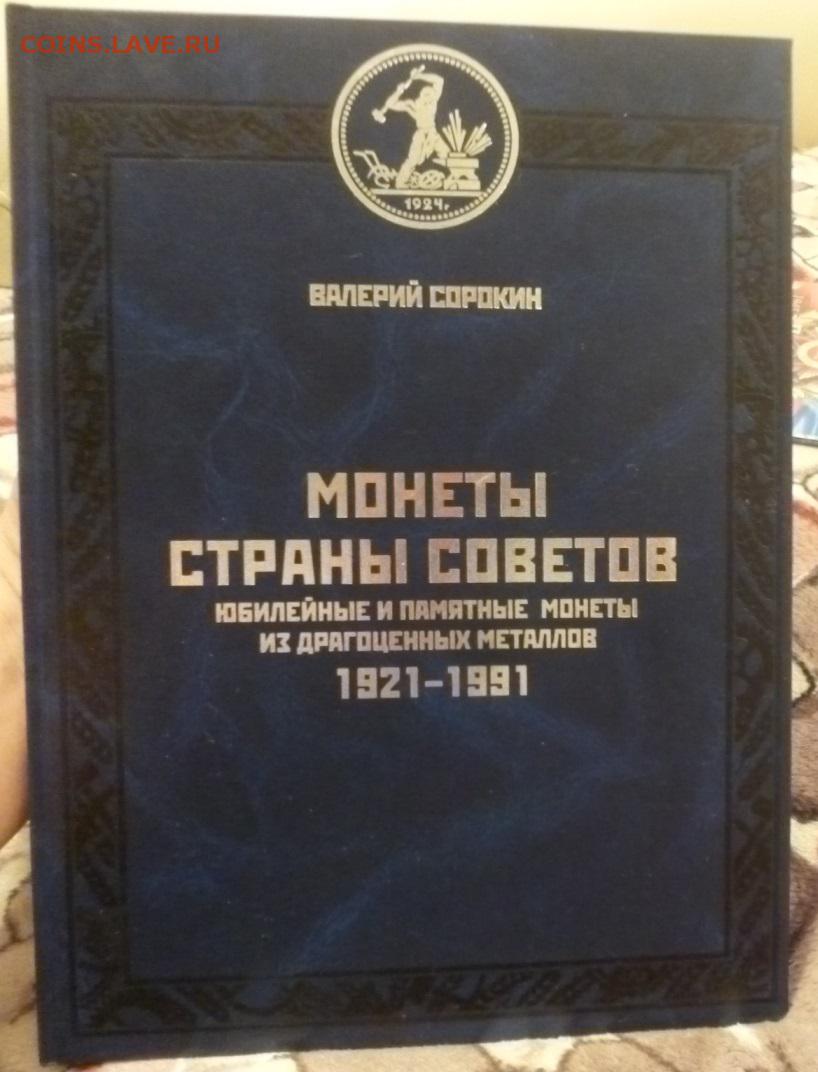 COINS.LAVE.RU
1924г
ВАЛЕРИЙ СОРОКИН
МОНЕТЫ
СТРАНЫ СОВЕТОВ
ЮБИЛЕЙНЫЕ И ПАМЯТНЫЕ МОНЕТЫ
ИЗ ДРАГОЦЕННЫХ МЕТАЛЛОВ
1921-1991